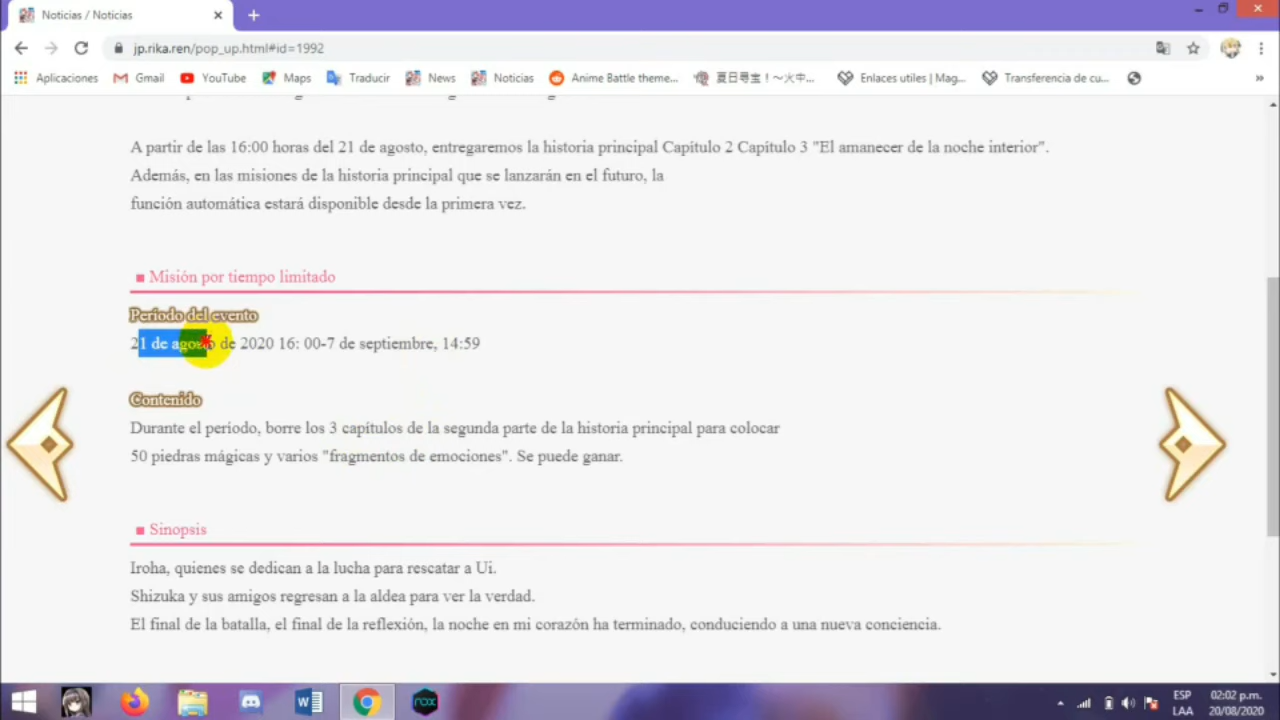 Noticias / Noticias
jp.rika.ren/pop_up.html#id=1992
Aplicaciones Gmail YouTube Maps Traducir News Noticias Anime Battle theme... 夏日尋宝！～火中... Enlaces utiles | Mag... Transferencia de cu... »
A partir de las 16:00 horas del 21 de agosto, entregaremos la historia principal Capítulo 2 Capítulo 3 "El amanecer de la noche interior".
Además, en las misiones de la historia principal que se lanzarán en el futuro, la
función automática estará disponible desde la primera vez.
■ Misión por tiempo limitado
Período del evento
21 de agosto de 2020 16: 00-7 de septiembre, 14:59
Contenido
Durante el período, borre los 3 capítulos de la segunda parte de la historia principal para colocar
50 piedras mágicas y varios "fragmentos de emociones". Se puede ganar.
■ Sinopsis
Iroha, quienes se dedican a la lucha para rescatar a Ui.
Shizuka y sus amigos regresan a la aldea para ver la verdad.
El final de la batalla, el final de la reflexión, la noche en mi corazón ha terminado, conduciendo a una nueva conciencia.
nox
ESP 02:02 p.m.
LAA 20/08/2020